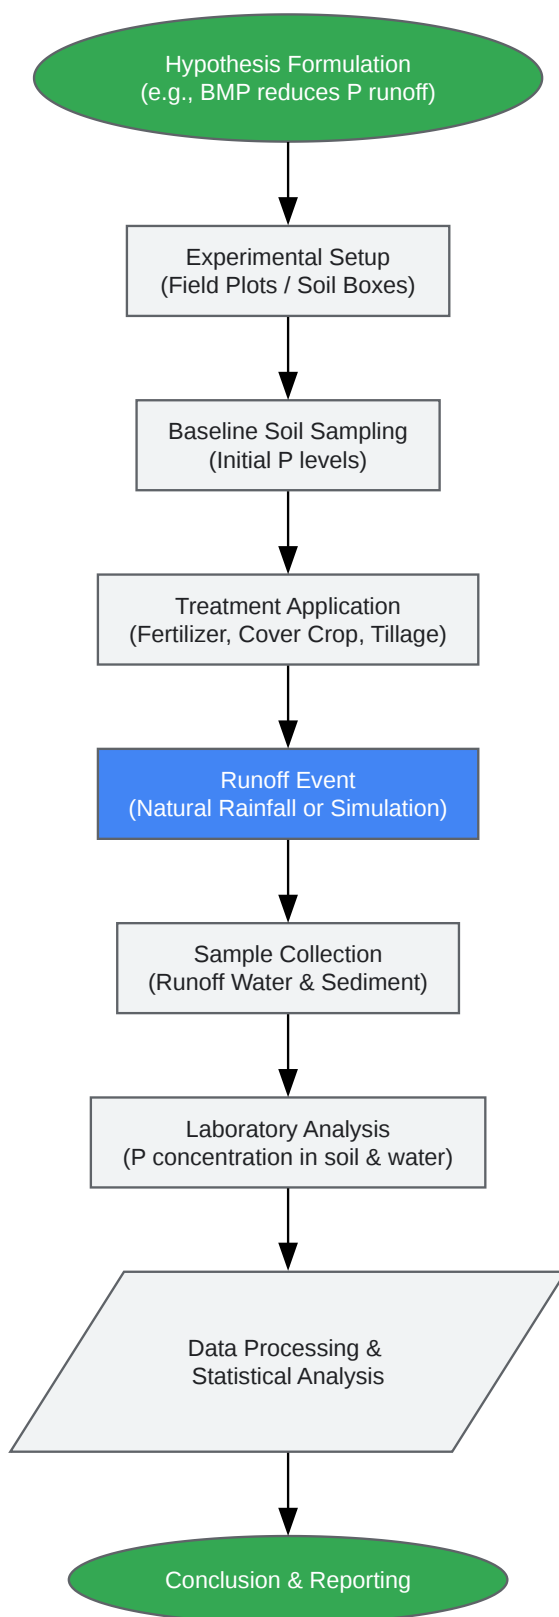 Hypothesis Formulation
(e.g., BMP reduces P runoff)
Experimental Setup
(Field Plots / Soil Boxes)
Baseline Soil Sampling
(Initial P levels)
Treatment Application
(Fertilizer, Cover Crop, Tillage)
Runoff Event
(Natural Rainfall or Simulation)
Sample Collection
(Runoff Water & Sediment)
Laboratory Analysis
(P concentration in soil & water)
Data Processing &
Statistical Analysis
Conclusion & Reporting